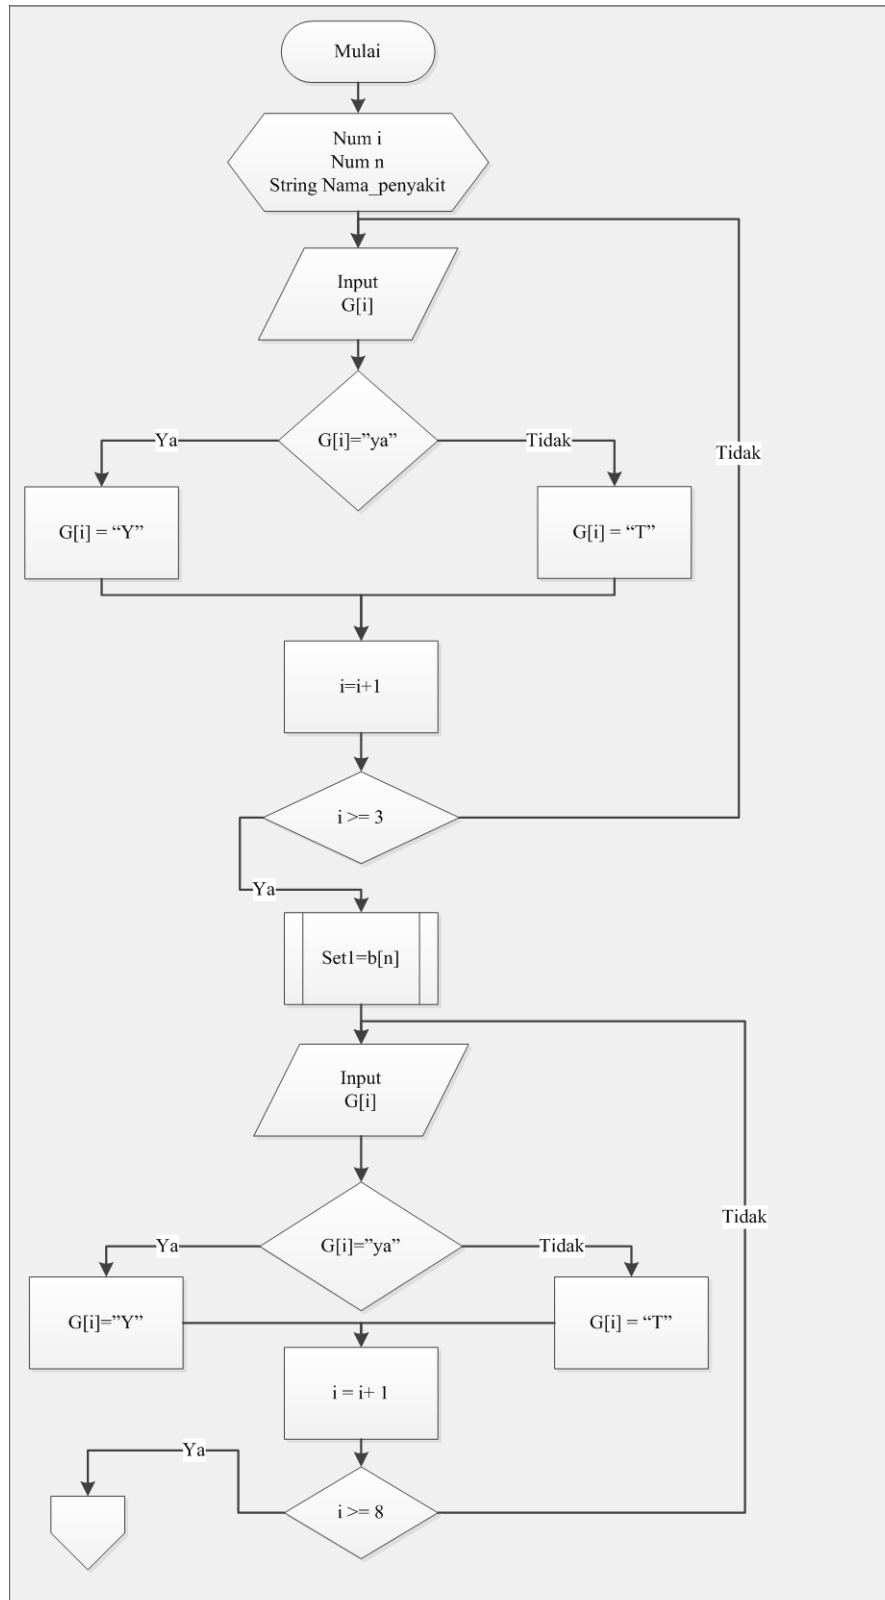 Mulai
Num i
Num n
String Nama_penyakit
Input
G[i]
G[i]=”ya”
Ya
Tidak
Tidak
G[i] = “Y”
G[i] = “T”
i=i+1
i >= 3
Ya
Set1=b[n]
Input
G[i]
G[i]=”ya”
Ya
Tidak
Tidak
G[i]=”Y”
G[i] = “T”
i = i+ 1
Ya
i >= 8